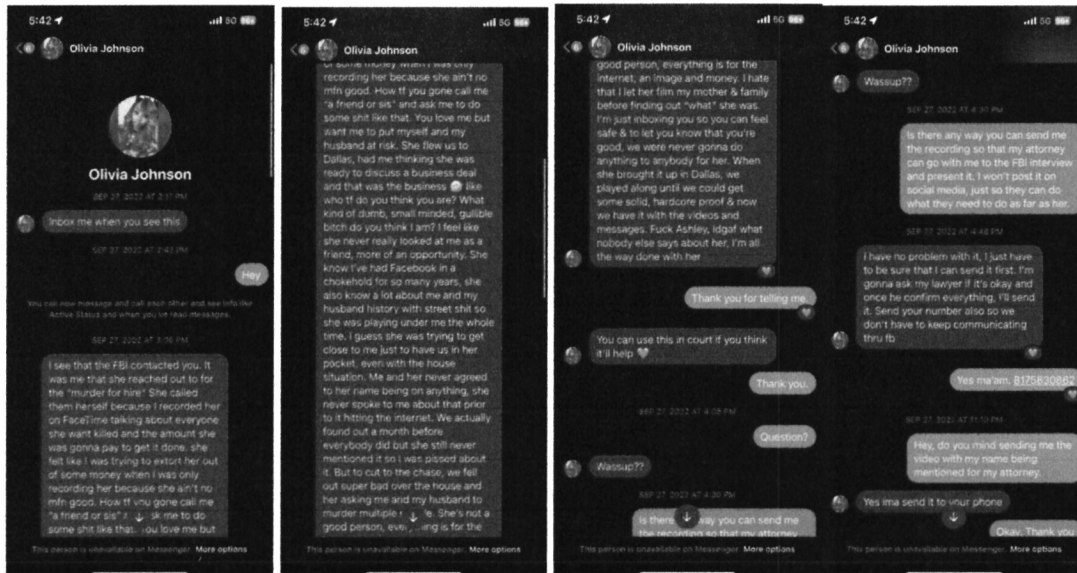 5:42
5G
Olivia Johnson
Olivia Johnson
SEP 27, 2022 AT 2:17 PM
Inbox me when you see this
SEP 27, 2022 AT 2:43 PM
Hey
You can now message and call each other and see info like
Active Status and when you've read messages.
SEP 27, 2022 AT 3:06 PM
I see that the FBI contacted you. It
was me that she reached out to for
the "murder for hire" She called
them herself because I recorded her
on FaceTime talking about everyone
she want killed and the amount she
was gonna pay to get it done. she
felt like I was trying to extort her out
of some money when I was only
recording her because she ain't no
mfn good. How tf you gone call me
"a friend or sis" sk me to do
some shit like that. You love me but
This person is unavailable on Messenger. More options
5:42
5G
Olivia Johnson
of some money when I was only
recording her because she ain't no
mfn good. How tf you gone call me
"a friend or sis" and ask me to do
some shit like that. You love me but
want me to put myself and my
husband at risk. She flew us to
Dallas, had me thinking she was
ready to discuss a business deal
and that was the business like
who tf do you think you are? What
kind of dumb, small minded, gullible
bitch do you think I am? I feel like
she never really looked at me as a
friend, more of an opportunity. She
know I've had Facebook in a
chokehold for so many years, she
also know a lot about me and my
husband history with street shit so
she was playing under me the whole
time. I guess she was trying to get
close to me just to have us in her
pocket, even with the house
situation. Me and her never agreed
to her name being on anything, she
never spoke to me about that prior
to it hitting the internet. We actually
found out a month before
everybody did but she still never
mentioned it so I was pissed about
it. But to cut to the chase, we fell
out super bad over the house and
her asking me and my husband to
murder multiple She's not a
good person, ing is for the
This person is unavailable on Messenger. More options
5:42
5G
Olivia Johnson
good person, everything is for the
internet, an image and money. I hate
that I let her film my mother & family
before finding out "what" she was.
I'm just inboxing you so you can feel
safe & to let you know that you're
good, we were never gonna do
anything to anybody for her. When
she brought it up in Dallas, we
played along until we could get
some solid, hardcore proof & now
we have it with the videos and
messages. Fuck Ashley, idgaf what
nobody else says about her, I'm all
the way done with her
Thank you for telling me.
You can use this in court if you think
it'll help 🤍
Thank you.
SEP 27, 2022 AT 4:09 PM
Question?
Wassup??
SEP 27, 2022 AT 4:30 PM
Is there way you can send me
the recording so that my attorney
This person is unavailable on Messenger. More options
5:42
5G
Olivia Johnson
Wassup??
SEP 27, 2022 AT 4:30 PM
Is there any way you can send me
the recording so that my attorney
can go with me to the FBI interview
and present it. I won't post it on
social media, just so they can do
what they need to do as far as her.
SEP 27, 2022 AT 4:48 PM
I have no problem with it, I just have
to be sure that I can send it first. I'm
gonna ask my lawyer if it's okay and
once he confirm everything, I'll send
it. Send your number also so we
don't have to keep communicating
thru fb
Yes ma'am.
Hey, do you mind sending me the
video with my name being
mentioned for my attorney.
Yes ima send it to your phone
Okay, Thank you
This person is unavailable on Messenger. More options